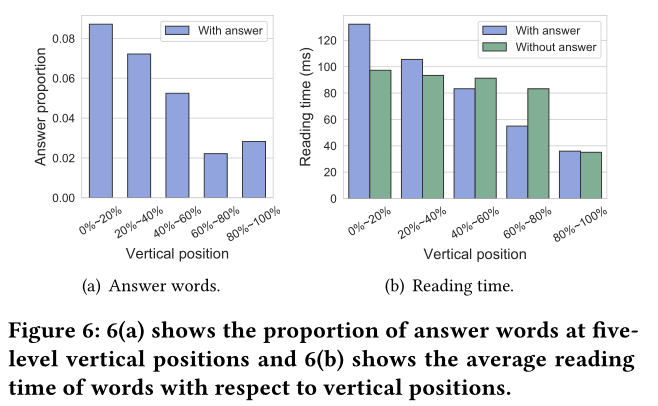 With answer
Answer proportion
0.08
0.06
0.04
0.02
0.00
0%~20%
20%~40%
40%~60%
60%~80%
80%~100%
Vertical position
(a) Answer words.
With answer
Without answer
Reading time (ms)
120
100
80
60
40
20
0
0%~20%
20%~40%
40%~60%
60%~80%
80%~100%
Vertical position
(b) Reading time.
Figure 6: 6(a) shows the proportion of answer words at five-
level vertical positions and 6(b) shows the average reading
time of words with respect to vertical positions.